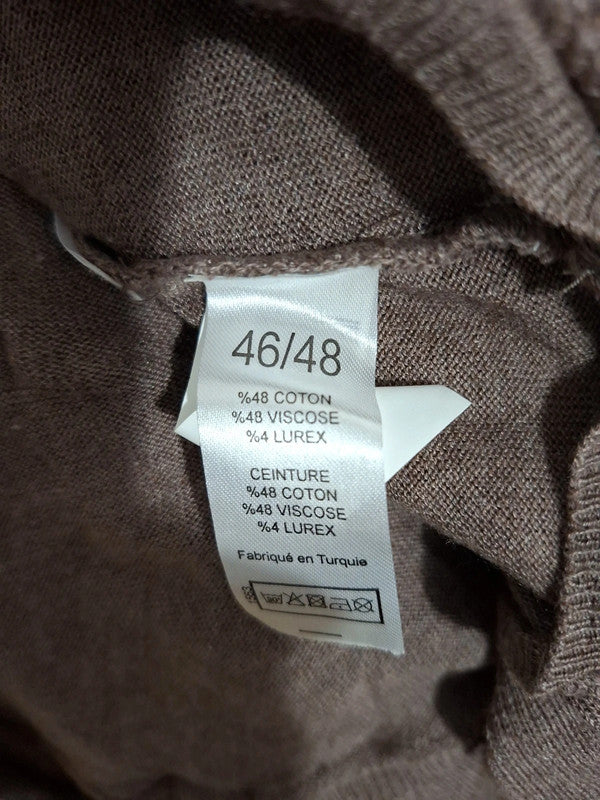 46/48
%48 COTON
%48 VISCOSE
%4 LUREX
CEINTURE
%48 COTON
%48 VISCOSE
%4 LUREX
Fabriqué en Turquie